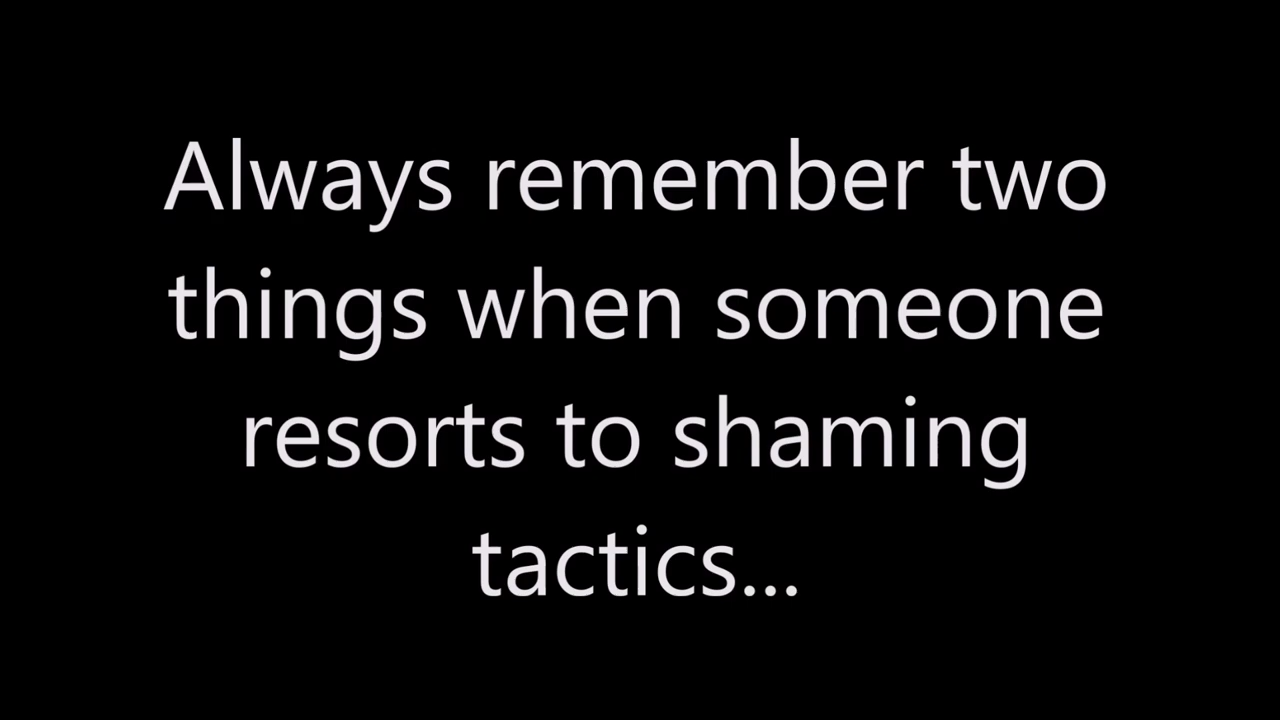 Always remember two
things when someone
resorts to shaming
tactics...